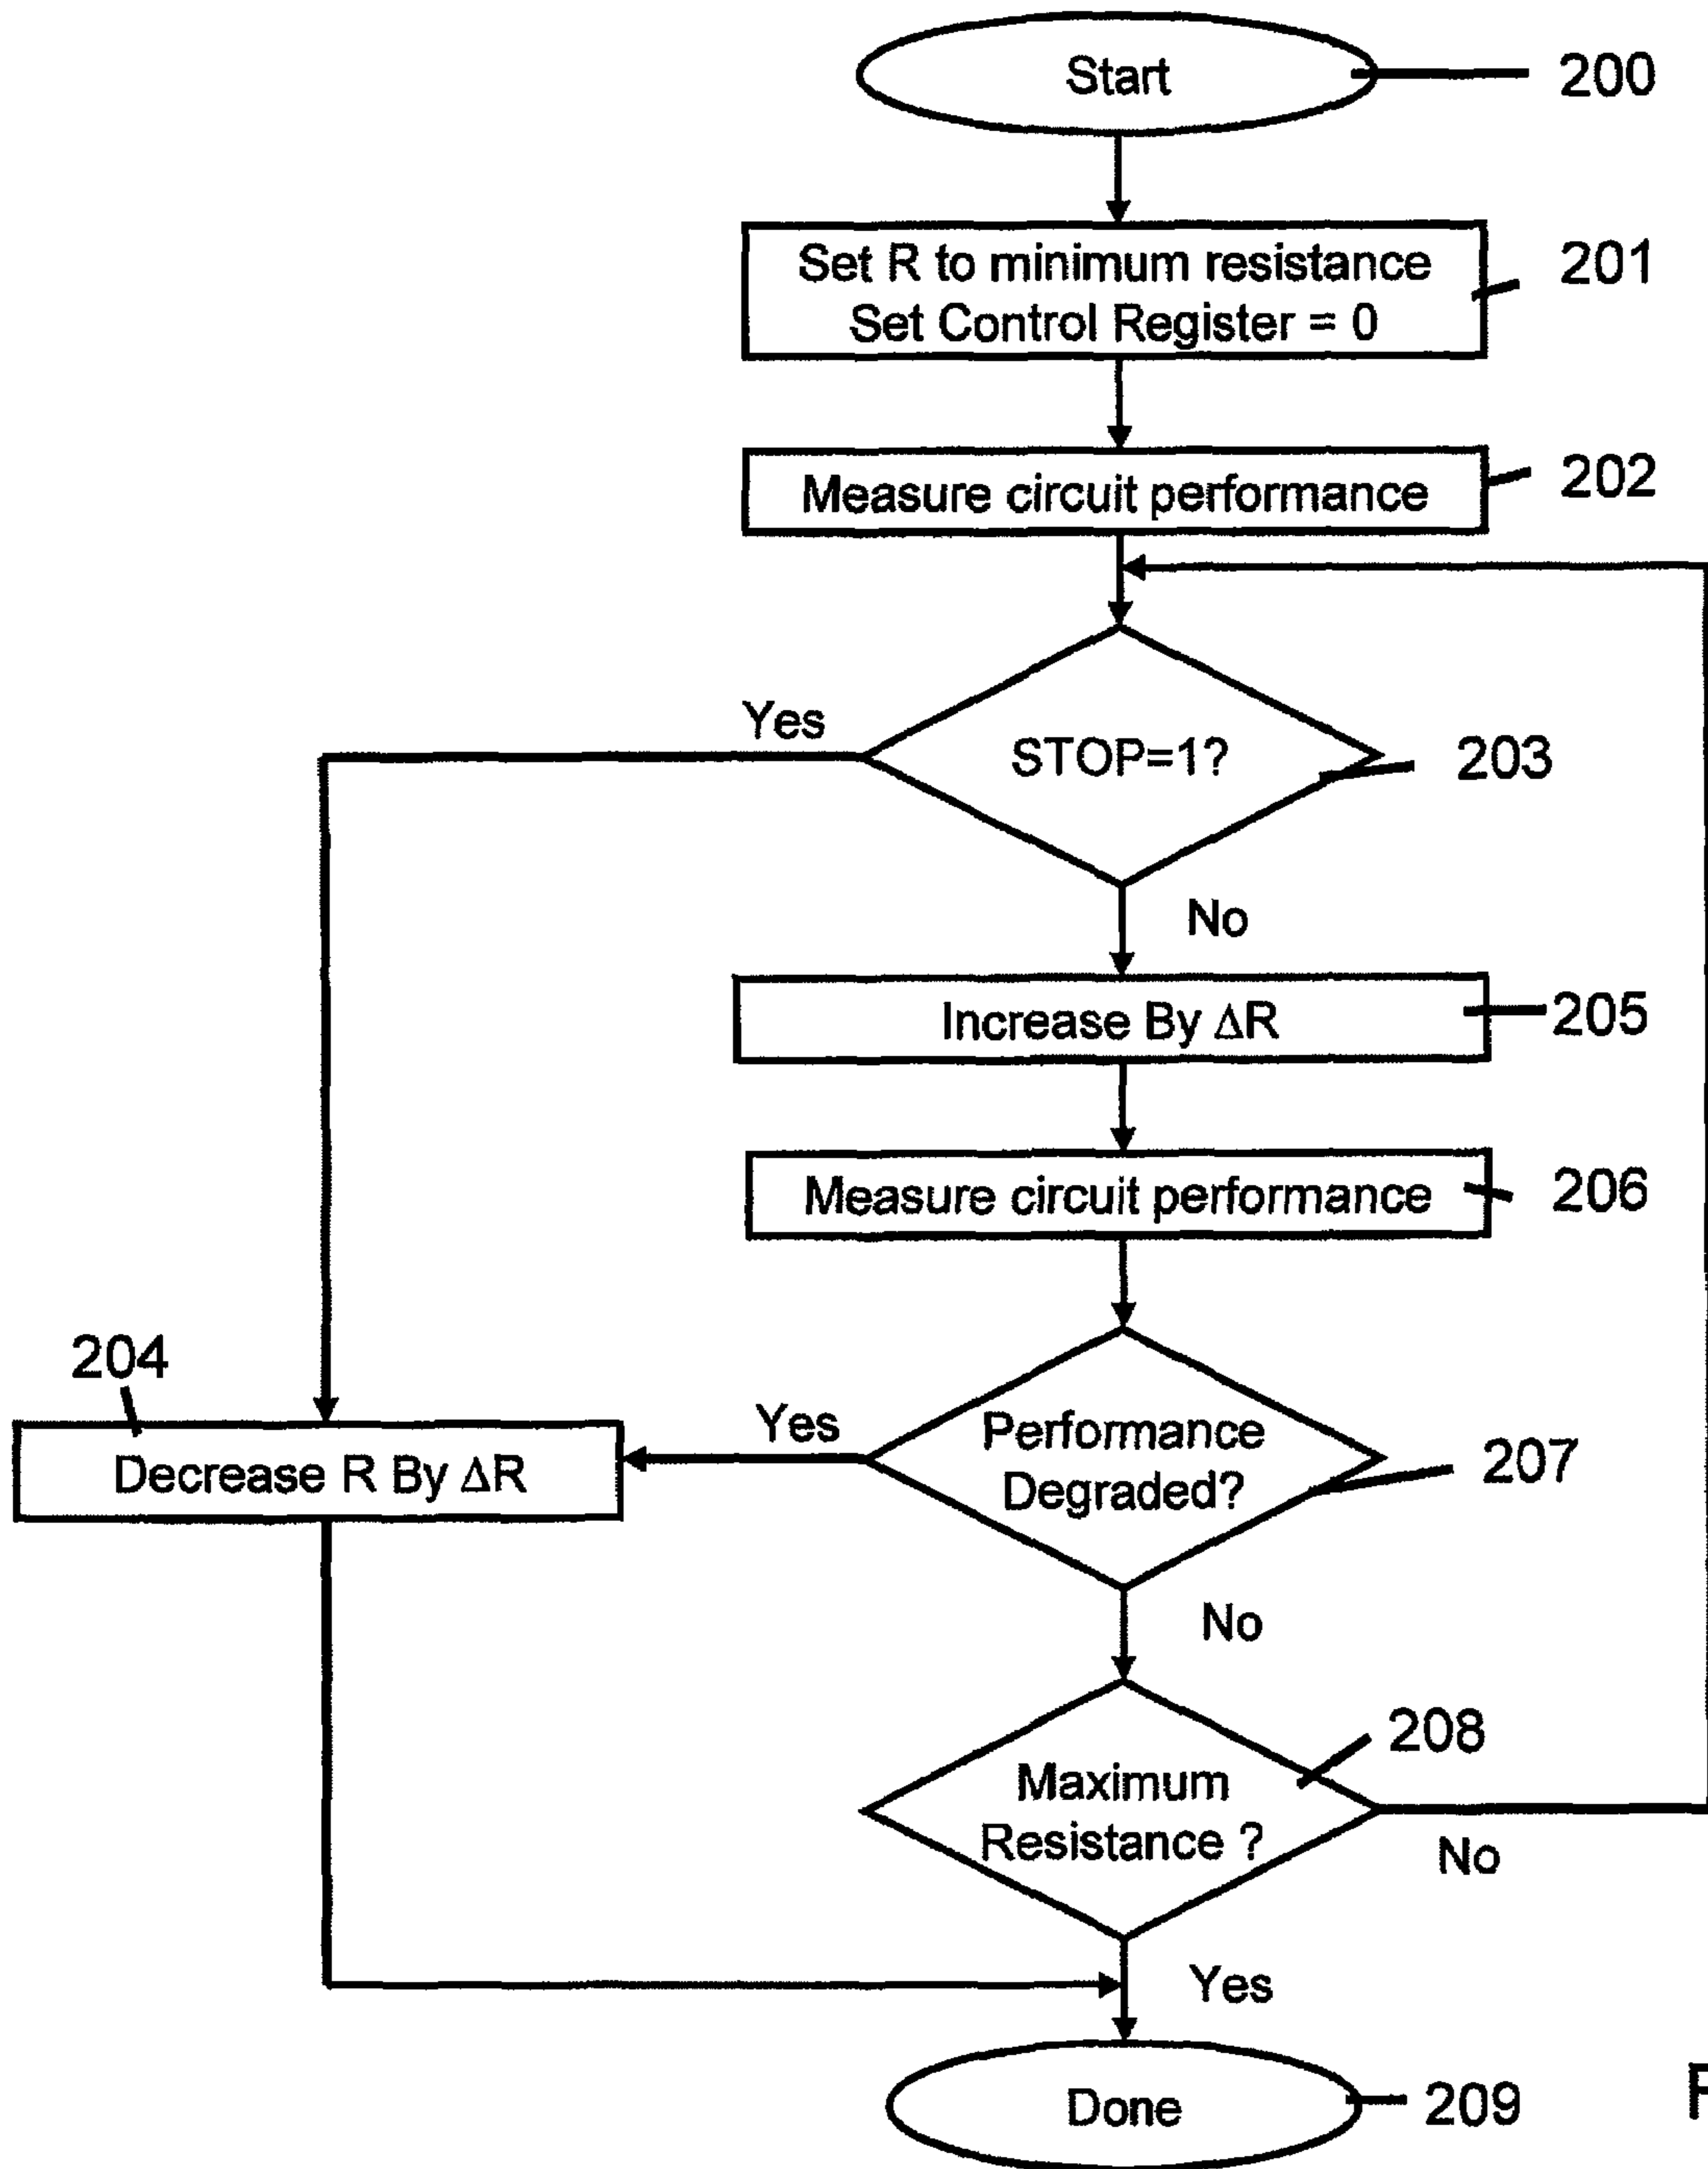 Start
200
Set R to minimum resistance
Set Control Register = 0
201
Measure circuit performance
202
Yes
STOP=1?
203
No
Increase By ΔR
205
Measure circuit performance
206
204
Decrease R By ΔR
Yes
Performance
Degraded?
207
No
208
Maximum
Resistance ?
No
Yes
Done
209